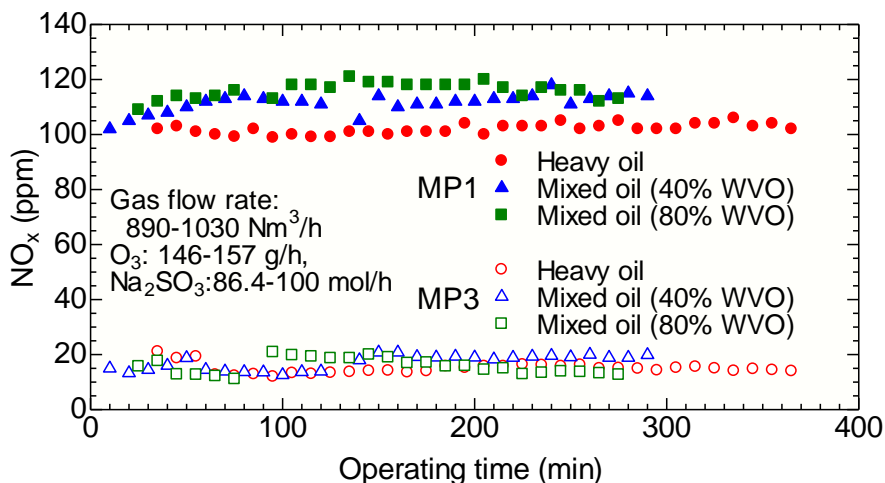 140
120
100
80
60
40
20
0
NOx (ppm)
Heavy oil
MP1
Mixed oil (40% WVO)
Mixed oil (80% WVO)
Gas flow rate:
890-1030 Nm³/h
O₃: 146-157 g/h,
Na₂SO₃:86.4-100 mol/h
Heavy oil
MP3
Mixed oil (40% WVO)
Mixed oil (80% WVO)
0 100 200 300 400
Operating time (min)